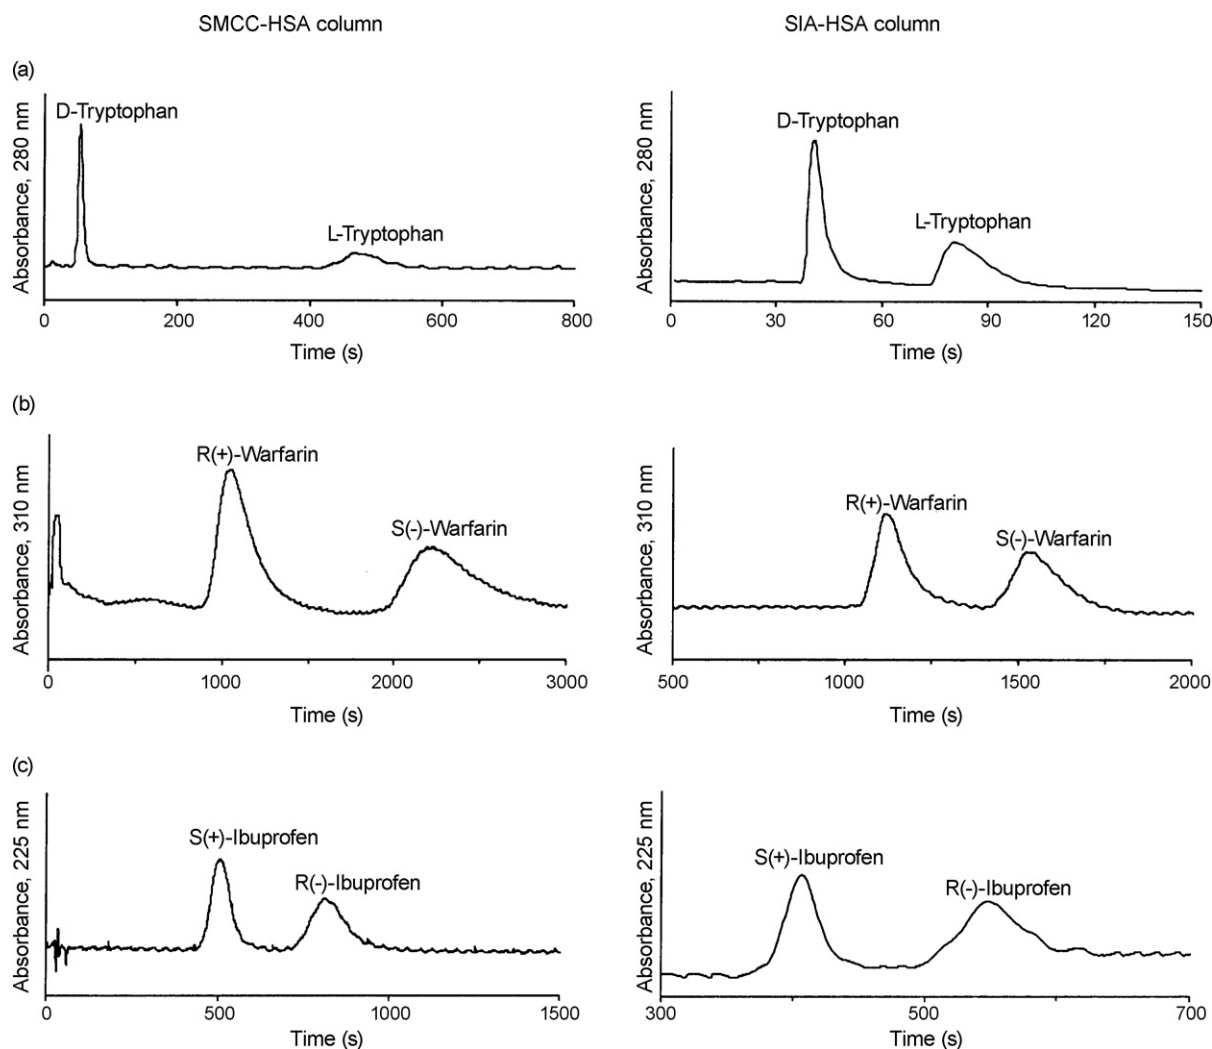 SMCC-HSA column
SIA-HSA column
(a)
Absorbance, 280 nm
D-Tryptophan
L-Tryptophan
0 200 400 600 800
Time (s)
Absorbance, 280 nm
D-Tryptophan
L-Tryptophan
0 30 60 90 120 150
Time (s)
(b)
Absorbance, 310 nm
R(+)-Warfarin
S(-)-Warfarin
0 1000 2000 3000
Time (s)
Absorbance, 310 nm
R(+)-Warfarin
S(-)-Warfarin
500 1000 1500 2000
Time (s)
(c)
Absorbance, 225 nm
S(+)-Ibuprofen
R(-)-Ibuprofen
0 500 1000 1500
Time (s)
Absorbance, 225 nm
S(+)-Ibuprofen
R(-)-Ibuprofen
300 500 700
Time (s)